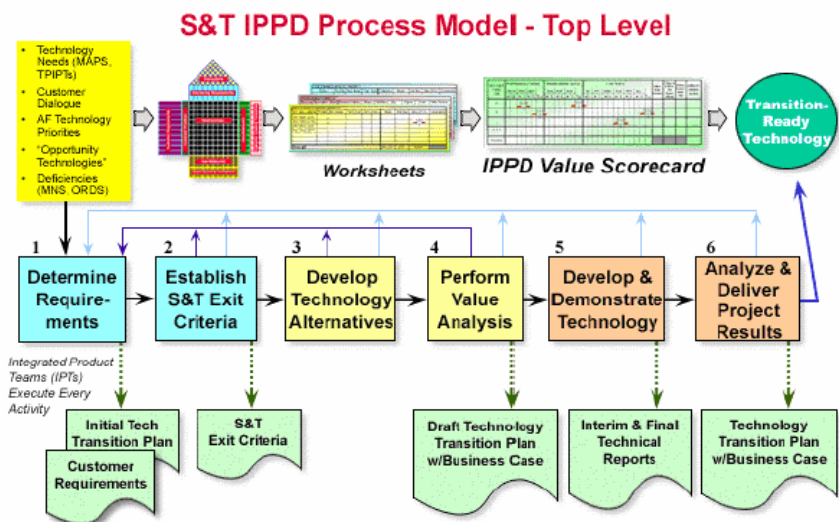 S&T IPPD Process Model - Top Level
• Technology
Needs (MAPS,
TPIPTs)
• Customer
Dialogue
• AF Technology
Priorites
• "Opportunity
Technologies"
• Deficiencies
(MNS, ORDS)
Worksheets
IPPD Value Scorecard
Transition-
Ready
Technology
1
Determine
Require-
ments
2
Establish
S&T Exit
Criteria
3
Develop
Technology
Alternatives
4
Perform
Value
Analysis
5
Develop &
Demonstrate
Technology
6
Analyze &
Deliver
Project
Results
Integrated Product
Teams (IPTs)
Execute Every
Activity
Initial Tech
Transition Plan
Customer
Requirements
S&T
Exit Criteria
Draft Technology
Transition Plan
w/Business Case
Interim & Final
Technical
Reports
Technology
Transition Plan
w/Business Case